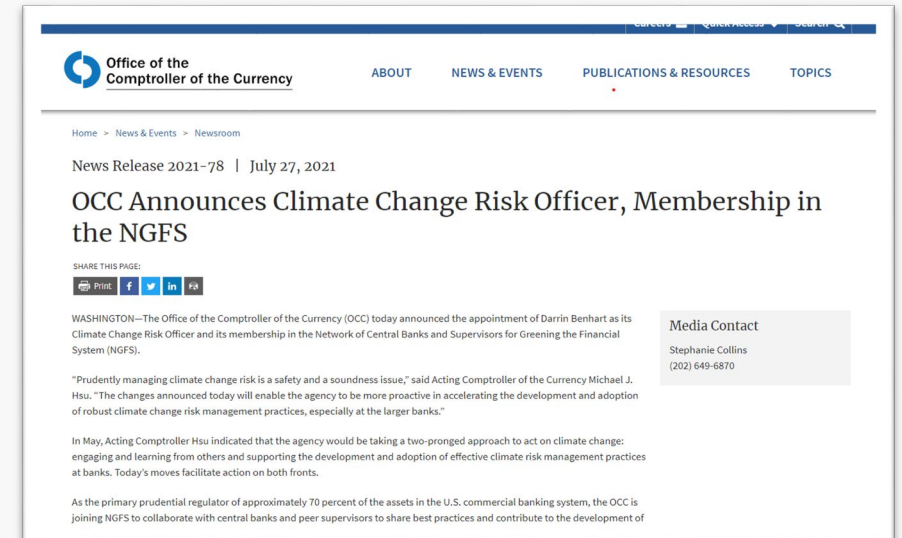 Careers Quick Access Search
Office of the
Comptroller of the Currency
ABOUT NEWS & EVENTS PUBLICATIONS & RESOURCES TOPICS
Home > News & Events > Newsroom
News Release 2021-78 | July 27, 2021
OCC Announces Climate Change Risk Officer, Membership in
the NGFS
SHARE THIS PAGE:
Print
WASHINGTON—The Office of the Comptroller of the Currency (OCC) today announced the appointment of Darrin Benhart as its
Climate Change Risk Officer and its membership in the Network of Central Banks and Supervisors for Greening the Financial
System (NGFS).
Media Contact
Stephanie Collins
(202) 649-6870
"Prudently managing climate change risk is a safety and a soundness issue," said Acting Comptroller of the Currency Michael J.
Hsu. "The changes announced today will enable the agency to be more proactive in accelerating the development and adoption
of robust climate change risk management practices, especially at the larger banks."
In May, Acting Comptroller Hsu indicated that the agency would be taking a two-pronged approach to act on climate change:
engaging and learning from others and supporting the development and adoption of effective climate risk management practices
at banks. Today's moves facilitate action on both fronts.
As the primary prudential regulator of approximately 70 percent of the assets in the U.S. commercial banking system, the OCC is
joining NGFS to collaborate with central banks and peer supervisors to share best practices and contribute to the development of